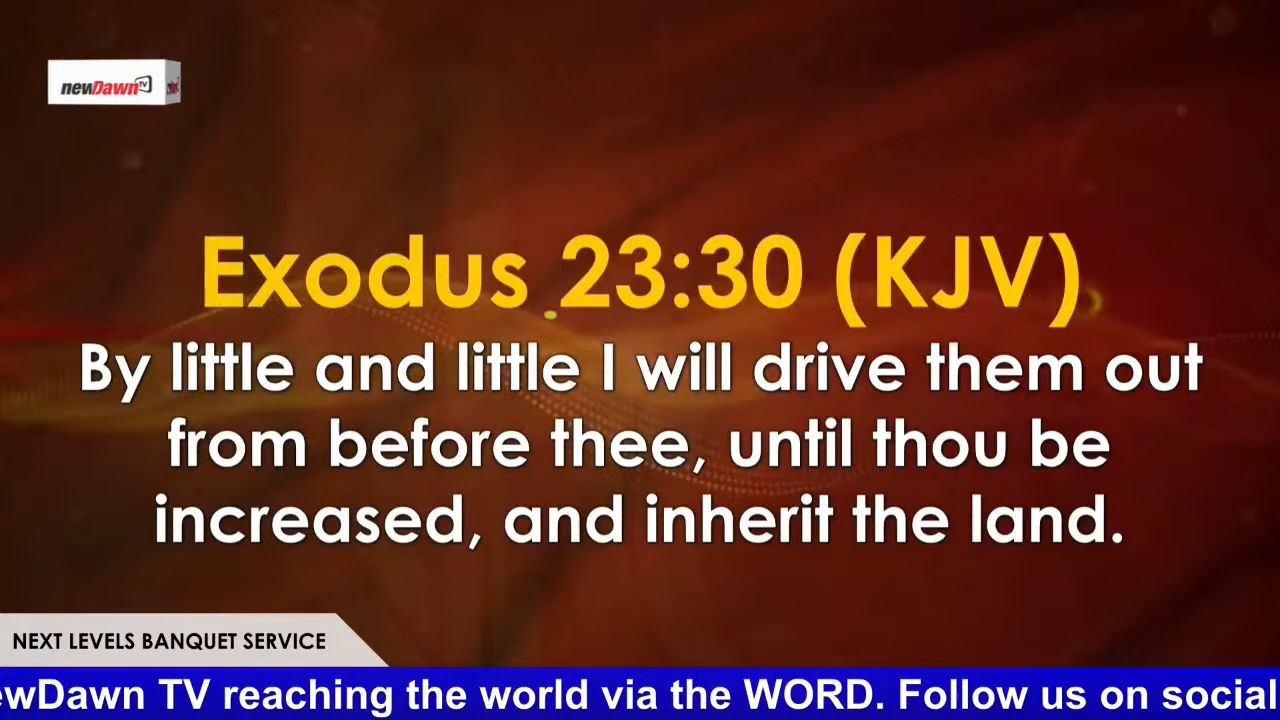 newDawn TV
Exodus 23:30 (KJV)
By little and little I will drive them out
from before thee, until thou be
increased, and inherit the land.
NEXT LEVELS BANQUET SERVICE
ewDawn TV reaching the world via the WORD. Follow us on social